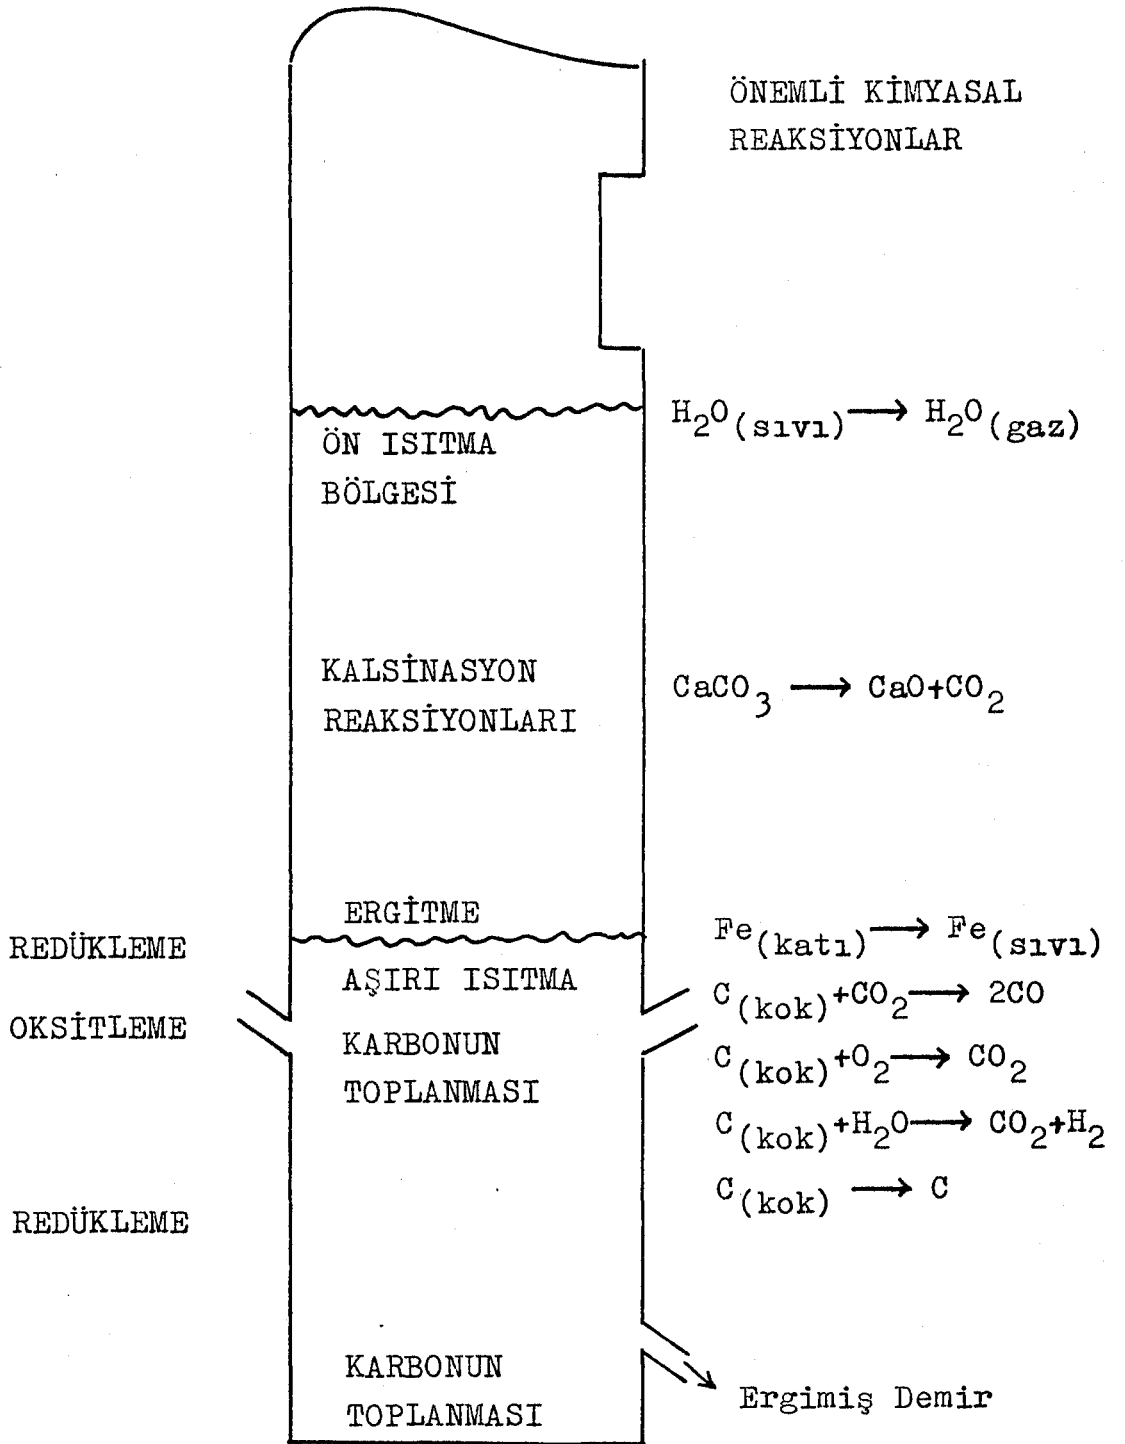 ÖNEMLİ KİMYASAL
REAKSİYONLAR
H₂O(sıvı) → H₂O(gaz)
ÖN ISITMA
BÖLGESİ
KALSİNASYON
REAKSİYONLARI
CaCO₃ → CaO+CO₂
ERGİTME
Fe(katı) → Fe(sıvı)
REDÜKLEME
AŞIRI ISITMA
C(kok)+CO₂ → 2CO
OKSİTLEME
KARBONUN
TOPLANMASI
C(kok)+O₂ → CO₂
C(kok)+H₂O → CO₂+H₂
C(kok) → C
REDÜKLEME
KARBONUN
TOPLANMASI
Ergimiş Demir